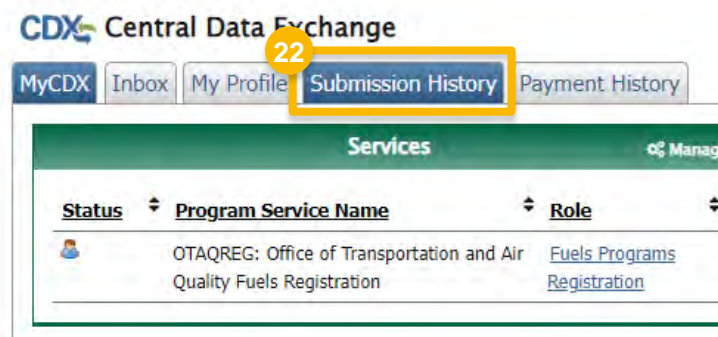 CDX Central Data Exchange
22
MyCDX Inbox My Profile Submission History Payment History
Services
Status Program Service Name Role
OTAQREG: Office of Transportation and Air Fuels Programs
Quality Fuels Registration Registration